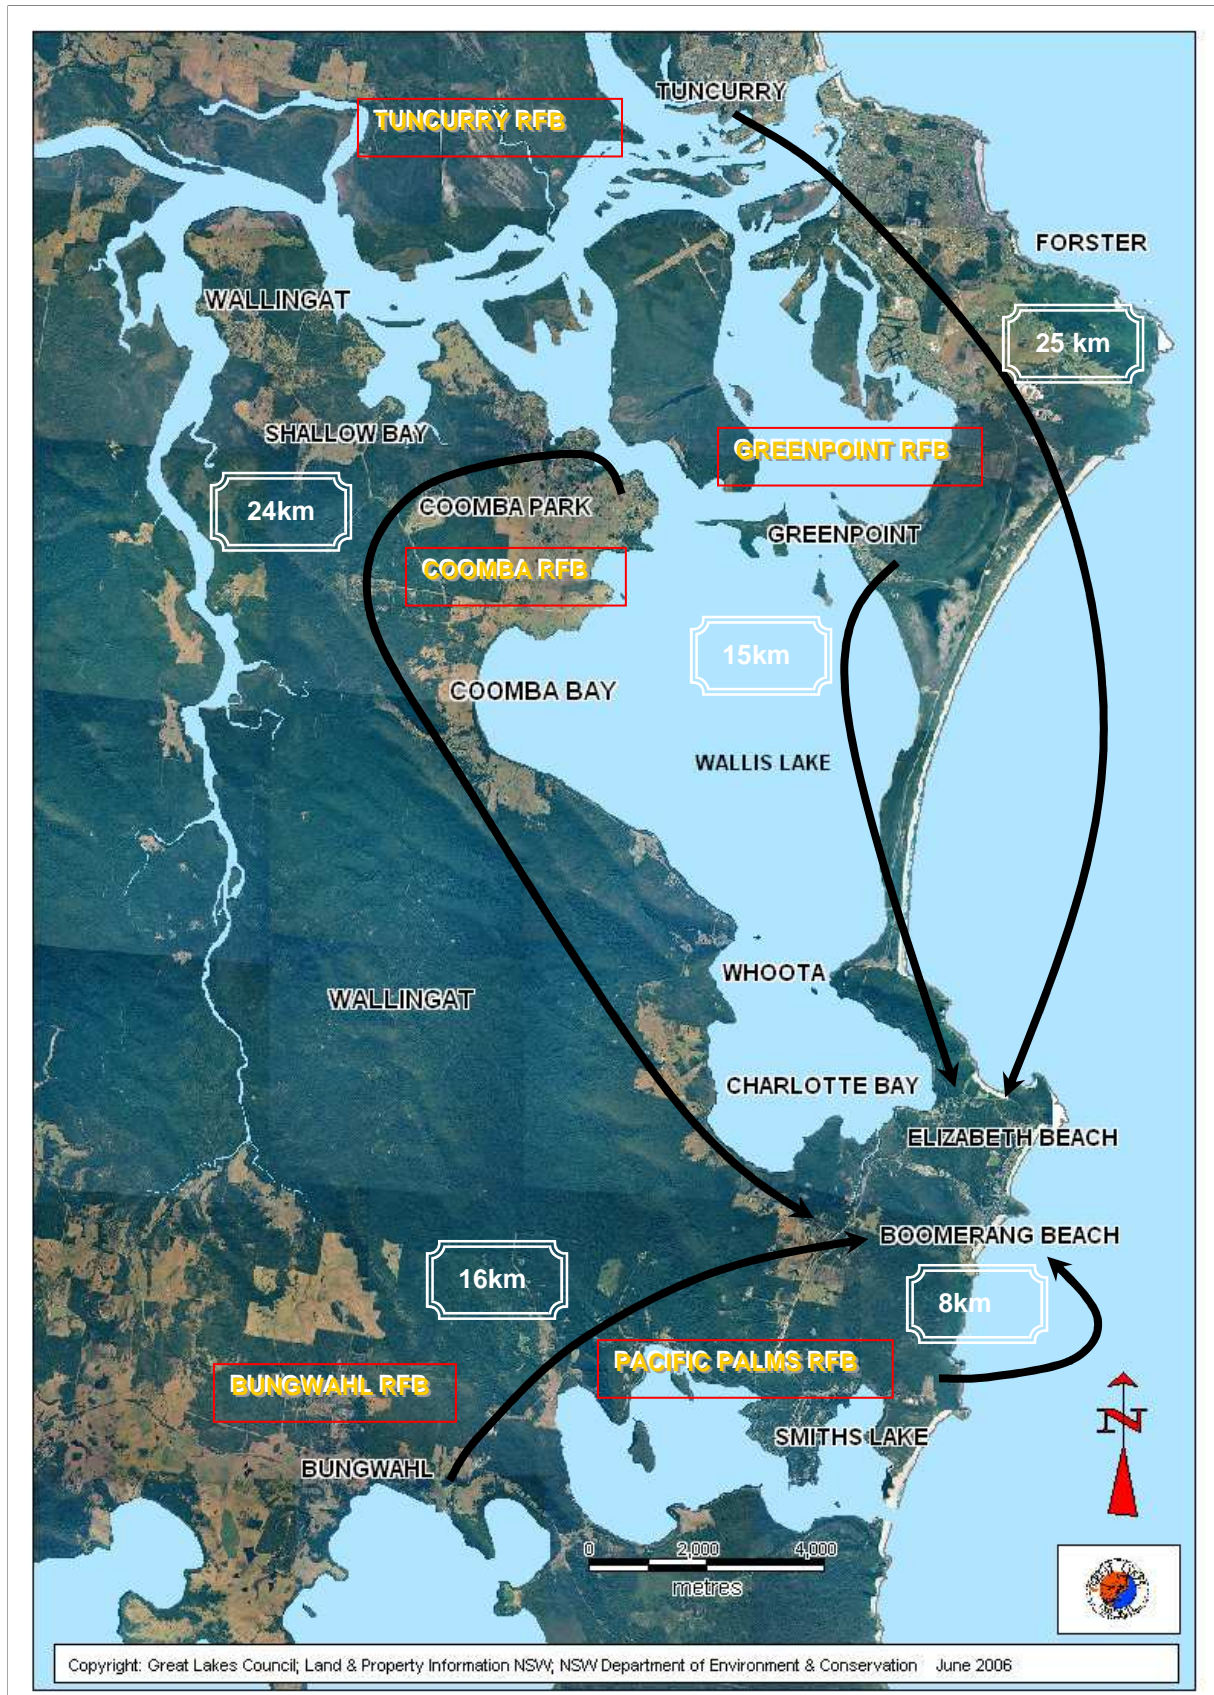 TUNCURRY
TUNCURRY RFB
FORSTER
WALLINGAT
25 km
SHALLOW BAY
GREENPOINT RFB
24km
COOMBA PARK
GREENPOINT
COOMBA RFB
15km
COOMBA BAY
WALLIS LAKE
WHOOTA
WALLINGAT
CHARLOTTE BAY
ELIZABETH BEACH
BOOMERANG BEACH
16km
8km
PACIFIC PALMS RFB
BUNGWAHL RFB
N
SMITHS LAKE
BUNGWAHL
0 2,000 4,000
metres
Copyright: Great Lakes Council; Land & Property Information NSW; NSW Department of Environment & Conservation June 2006